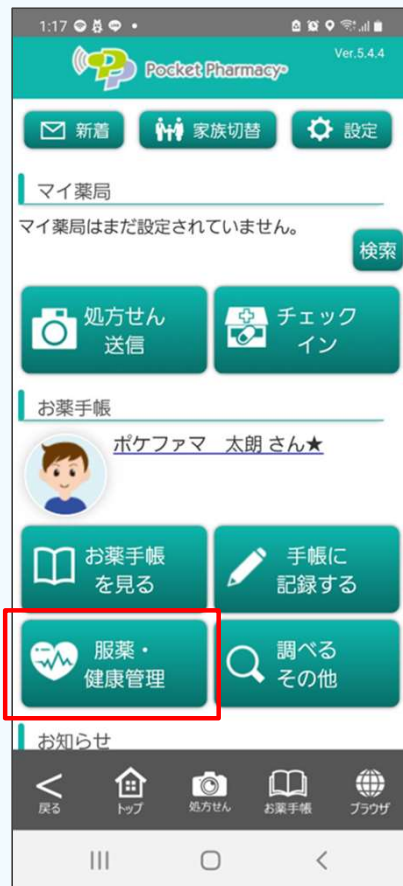 1:17
Pocket Pharmacy
Ver.5.4.4
新着
家族切替
設定
マイ薬局
マイ薬局はまだ設定されていません。
検索
処方せん
送信
チェック
イン
お薬手帳
ポケファマ 太朗 さん★
お薬手帳
を見る
手帳に
記録する
服薬・
健康管理
調べる
その他
お知らせ
戻る
トップ
処方せん
お薬手帳
ブラウザ